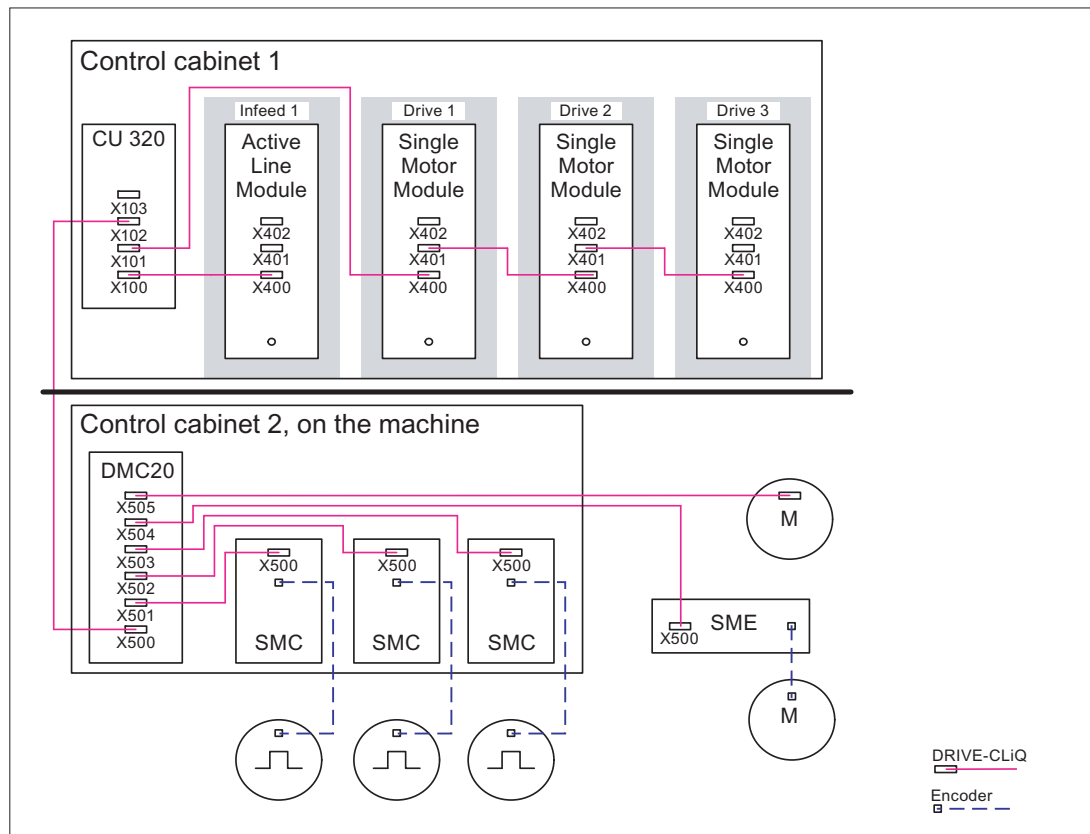 Control cabinet 1
Infeed 1
Drive 1
Drive 2
Drive 3
CU 320
X103
X102
X101
X100
Active
Line
Module
X402
X401
X400
Single
Motor
Module
X402
X401
X400
Single
Motor
Module
X402
X401
X400
Single
Motor
Module
X402
X401
X400
Control cabinet 2, on the machine
DMC20
X505
X504
X503
X502
X501
X500
X500
SMC
X500
SMC
X500
SMC
M
SME
X500
M
DRIVE-CLiQ
Encoder